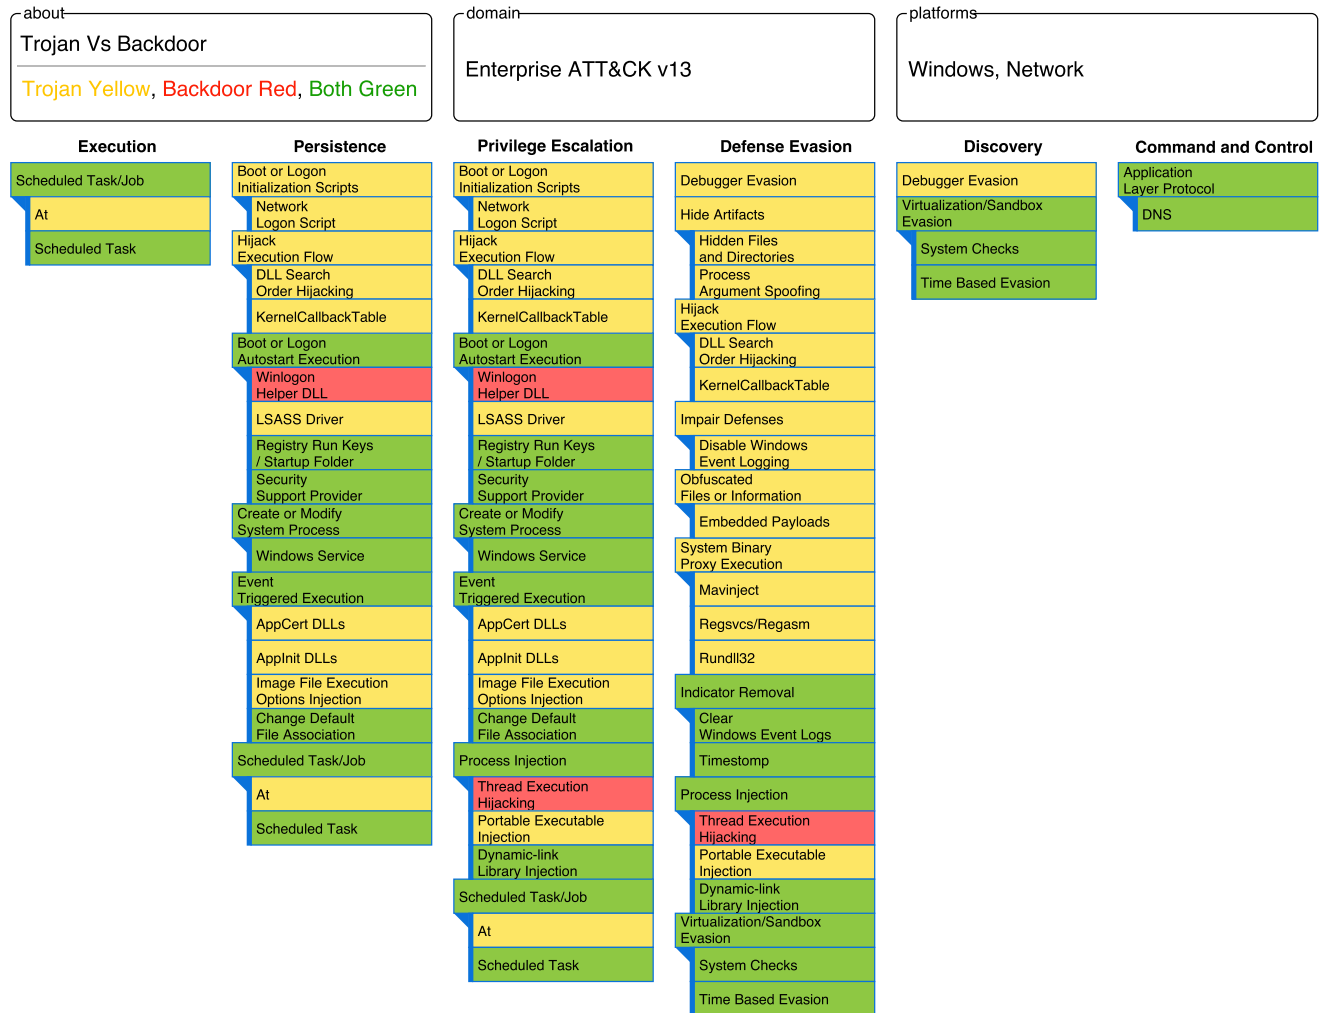 about
Trojan Vs Backdoor
Trojan Yellow, Backdoor Red, Both Green
domain
Enterprise ATT&CK v13
platforms
Windows, Network
Execution
Scheduled Task/Job
At
Scheduled Task
Persistence
Boot or Logon
Initialization Scripts
Network
Logon Script
Hijack
Execution Flow
DLL Search
Order Hijacking
KernelCallbackTable
Boot or Logon
Autostart Execution
Winlogon
Helper DLL
LSASS Driver
Registry Run Keys
/ Startup Folder
Security
Support Provider
Create or Modify
System Process
Windows Service
Event
Triggered Execution
AppCert DLLs
AppInit DLLs
Image File Execution
Options Injection
Change Default
File Association
Scheduled Task/Job
At
Scheduled Task
Privilege Escalation
Boot or Logon
Initialization Scripts
Network
Logon Script
Hijack
Execution Flow
DLL Search
Order Hijacking
KernelCallbackTable
Boot or Logon
Autostart Execution
Winlogon
Helper DLL
LSASS Driver
Registry Run Keys
/ Startup Folder
Security
Support Provider
Create or Modify
System Process
Windows Service
Event
Triggered Execution
AppCert DLLs
AppInit DLLs
Image File Execution
Options Injection
Change Default
File Association
Process Injection
Thread Execution
Hijacking
Portable Executable
Injection
Dynamic-link
Library Injection
Scheduled Task/Job
At
Scheduled Task
Defense Evasion
Debugger Evasion
Hide Artifacts
Hidden Files
and Directories
Process
Argument Spoofing
Hijack
Execution Flow
DLL Search
Order Hijacking
KernelCallbackTable
Impair Defenses
Disable Windows
Event Logging
Obfuscated
Files or Information
Embedded Payloads
System Binary
Proxy Execution
Mavinject
Regsvcs/Regasm
Rundll32
Indicator Removal
Clear
Windows Event Logs
Timestomp
Process Injection
Thread Execution
Hijacking
Portable Executable
Injection
Dynamic-link
Library Injection
Virtualization/Sandbox
Evasion
System Checks
Time Based Evasion
Discovery
Debugger Evasion
Virtualization/Sandbox
Evasion
System Checks
Time Based Evasion
Command and Control
Application
Layer Protocol
DNS